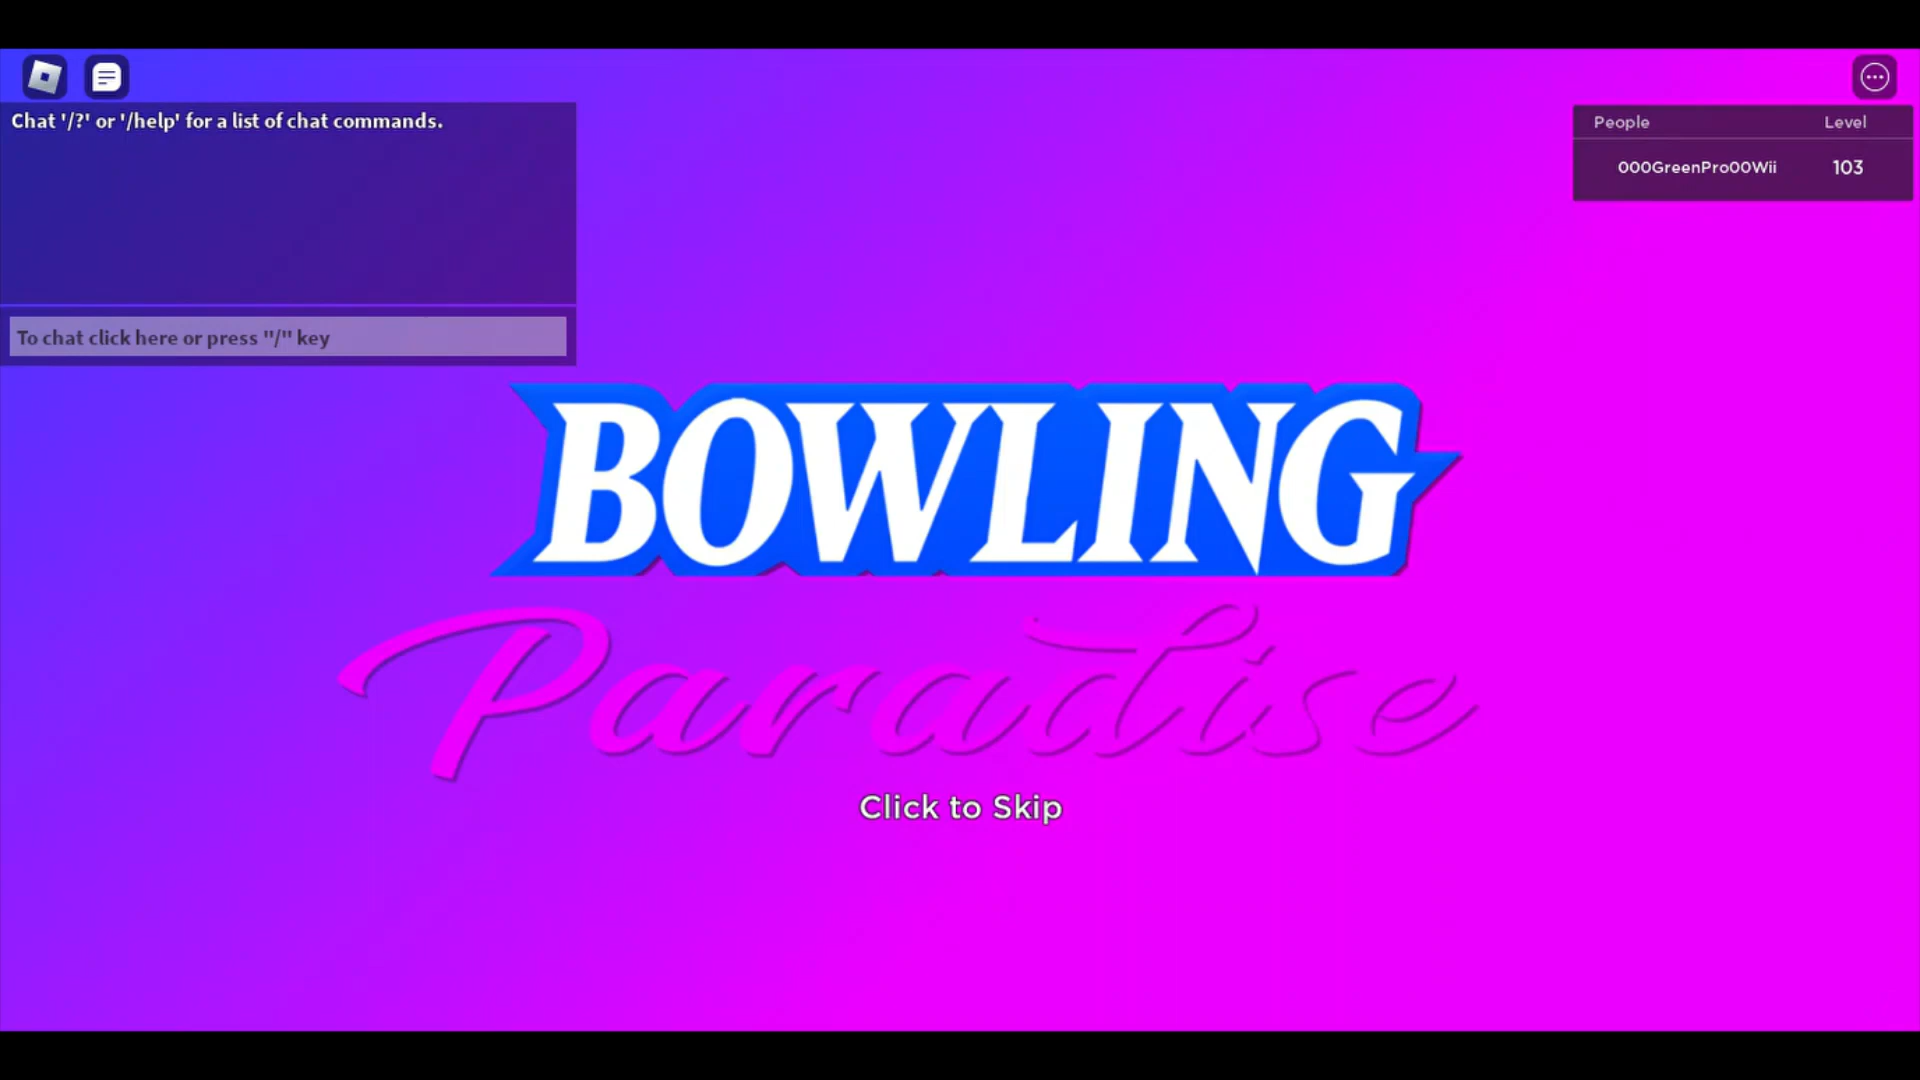 Chat '/?' or '/help' for a list of chat commands.
To chat click here or press "/" key
People Level
000GreenPro00Wii 103
BOWLING
Paradise
Click to Skip